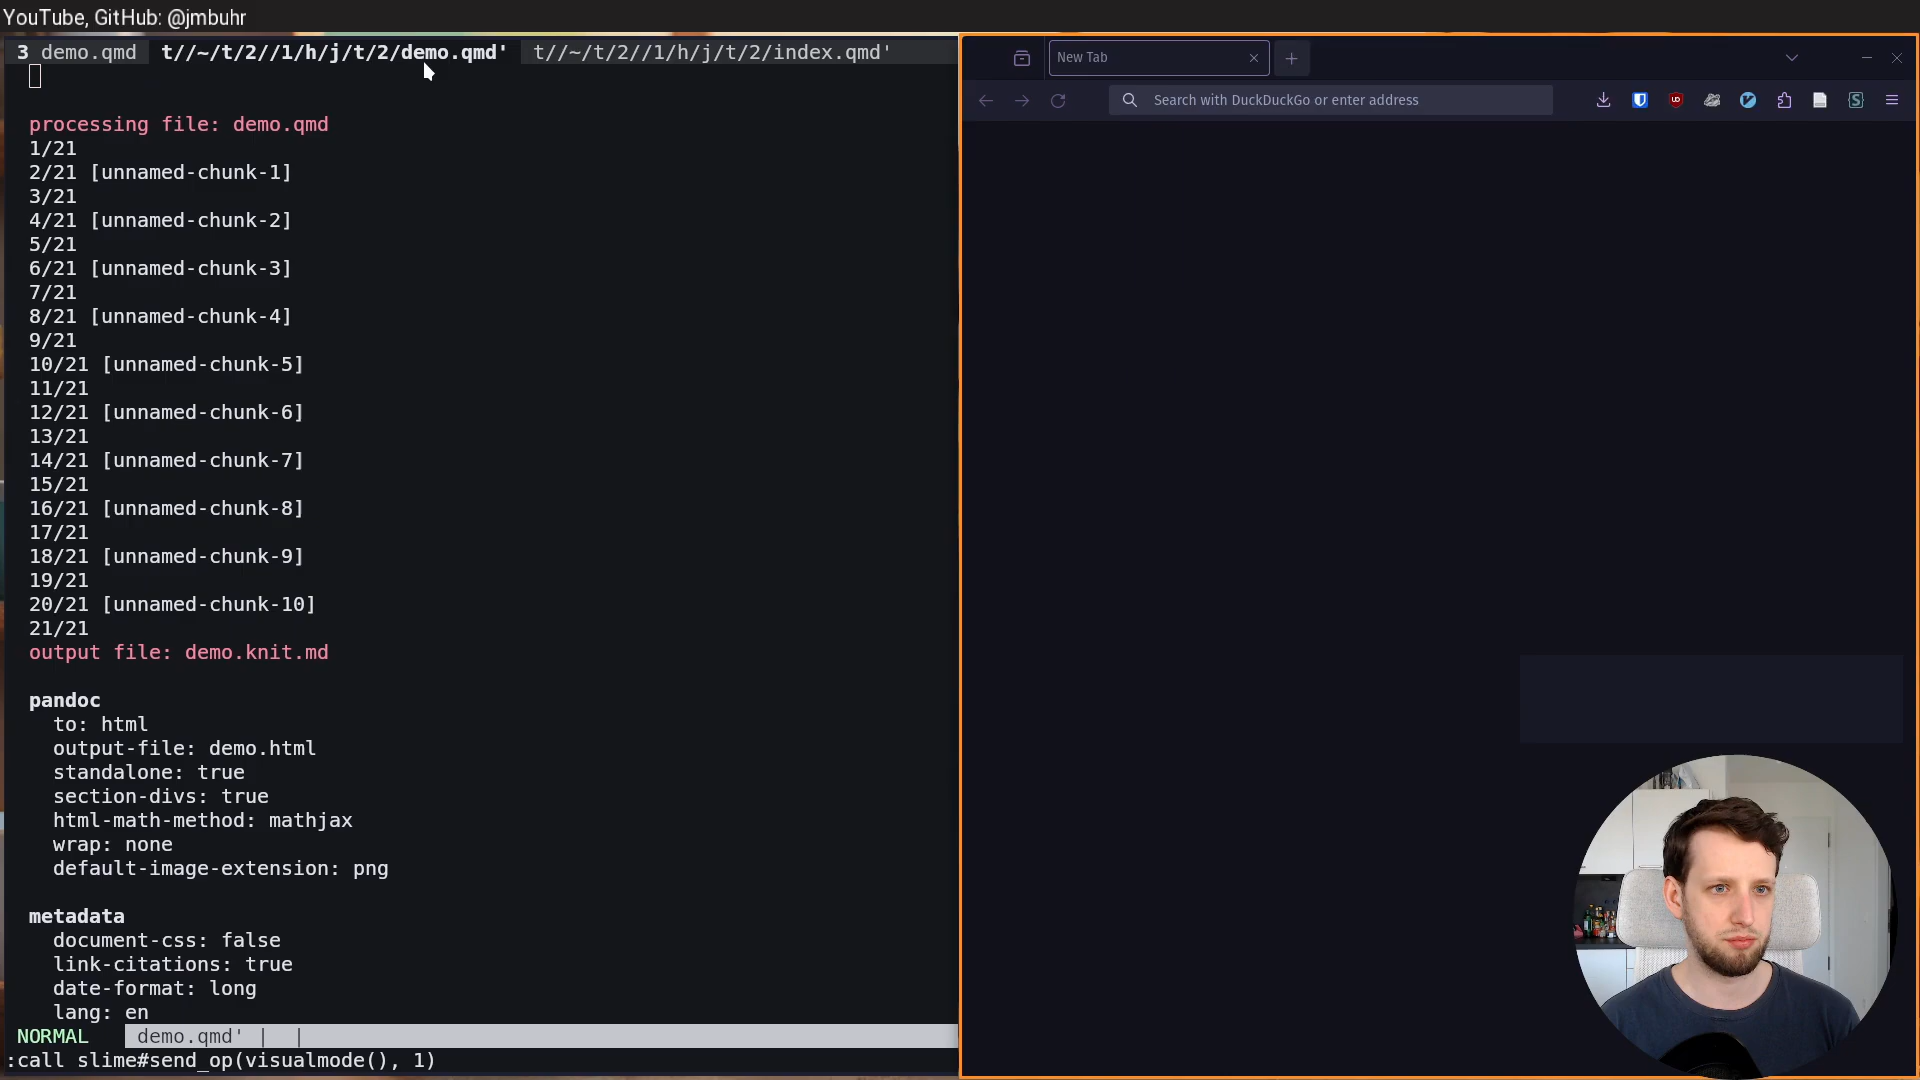 YouTube, GitHub: @jmbuhr
3 demo.qmd t//~/t/2//1/h/j/t/2/demo.qmd' t//~/t/2//1/h/j/t/2/index.qmd'
New Tab
Search with DuckDuckGo or enter address
processing file: demo.qmd
1/21
2/21 [unnamed-chunk-1]
3/21
4/21 [unnamed-chunk-2]
5/21
6/21 [unnamed-chunk-3]
7/21
8/21 [unnamed-chunk-4]
9/21
10/21 [unnamed-chunk-5]
11/21
12/21 [unnamed-chunk-6]
13/21
14/21 [unnamed-chunk-7]
15/21
16/21 [unnamed-chunk-8]
17/21
18/21 [unnamed-chunk-9]
19/21
20/21 [unnamed-chunk-10]
21/21
output file: demo.knit.md
pandoc
to: html
output-file: demo.html
standalone: true
section-divs: true
html-math-method: mathjax
wrap: none
default-image-extension: png
metadata
document-css: false
link-citations: true
date-format: long
lang: en
NORMAL demo.qmd' | |
:call slime#send_op(visualmode(), 1)